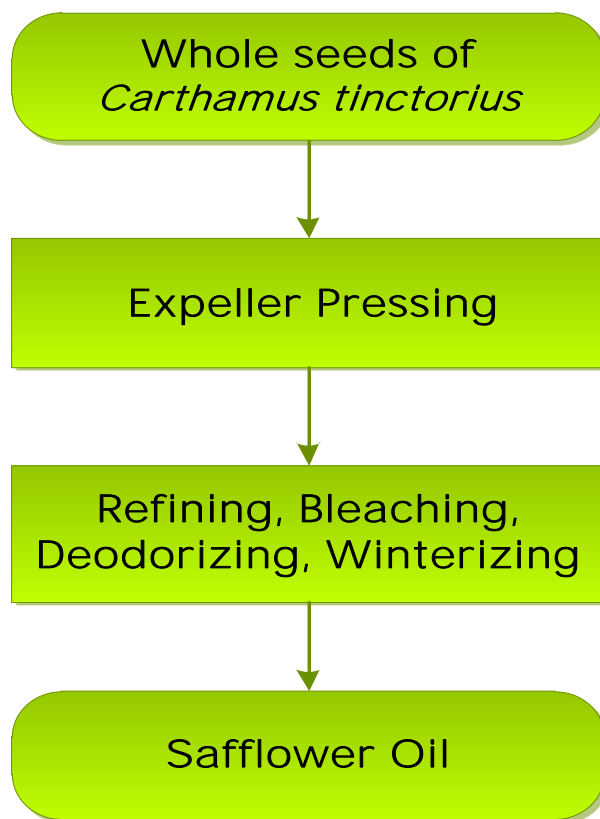 Whole seeds of
Carthamus tinctorius
Expeller Pressing
Refining, Bleaching,
Deodorizing, Winterizing
Safflower Oil